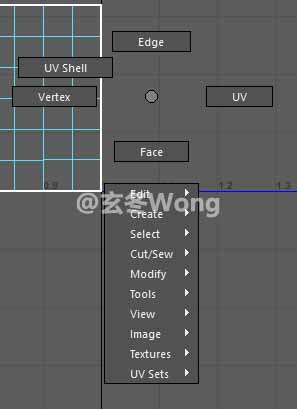 Edge
UV Shell
Vertex
UV
Face
0.9
1.2
1.3
Edit
@玄冬Wong
Create
Select
Cut/Sew
Modify
Tools
View
Image
Textures
UV Sets